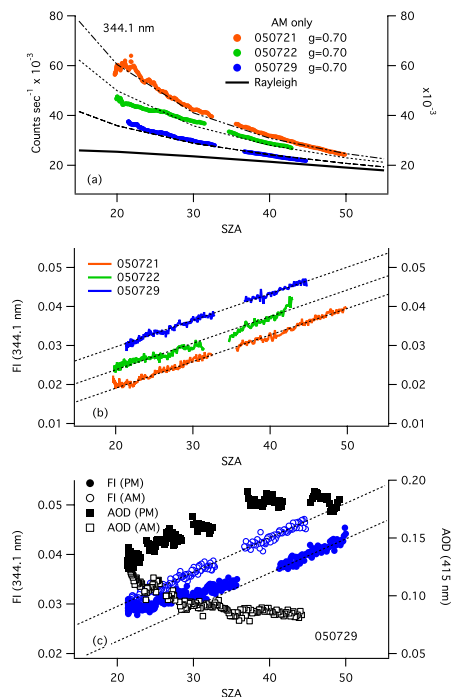 344.1 nm
AM only
050721 g=0.70
050722 g=0.70
050729 g=0.70
Rayleigh
80
60
40
20
Counts sec⁻¹ x 10⁻³
80
60
40
20
x10⁻³
(a)
20 30 40 50
SZA
050721
050722
050729
0.05
0.04
0.03
0.02
0.01
FI (344.1 nm)
0.05
0.04
0.03
0.02
0.01
(b)
20 30 40 50
SZA
FI (PM)
FI (AM)
AOD (PM)
AOD (AM)
0.05
0.04
0.03
0.02
FI (344.1 nm)
0.20
0.15
0.10
0.05
AOD (415 nm)
(c)
050729
20 30 40 50
SZA